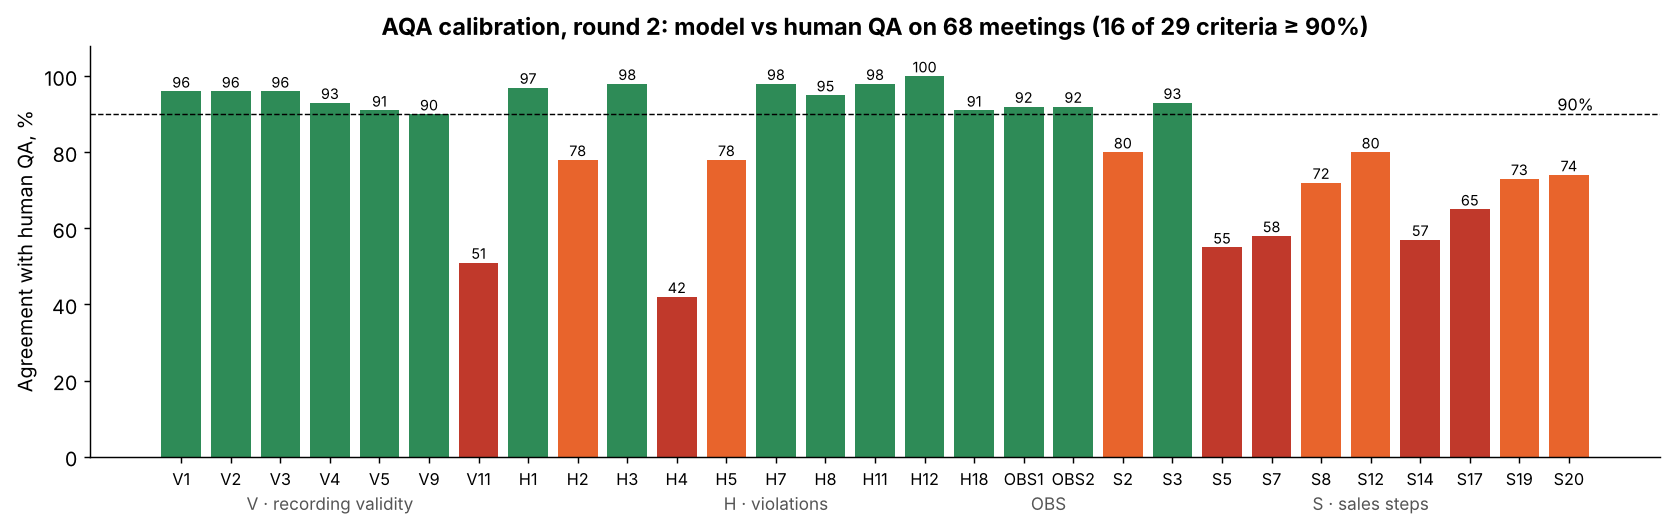 AQA calibration, round 2: model vs human QA on 68 meetings (16 of 29 criteria ≥ 90%)
Agreement with human QA, %
100
80
60
40
20
0
90%
96 96 96 93 91 90 51 97 78 98 42 78 98 95 98 100 91 92 92 80 93 55 58 72 80 57 65 73 74
V1 V2 V3 V4 V5 V9 V11 H1 H2 H3 H4 H5 H7 H8 H11 H12 H18 OBS1 OBS2 S2 S3 S5 S7 S8 S12 S14 S17 S19 S20
V · recording validity H · violations OBS S · sales steps